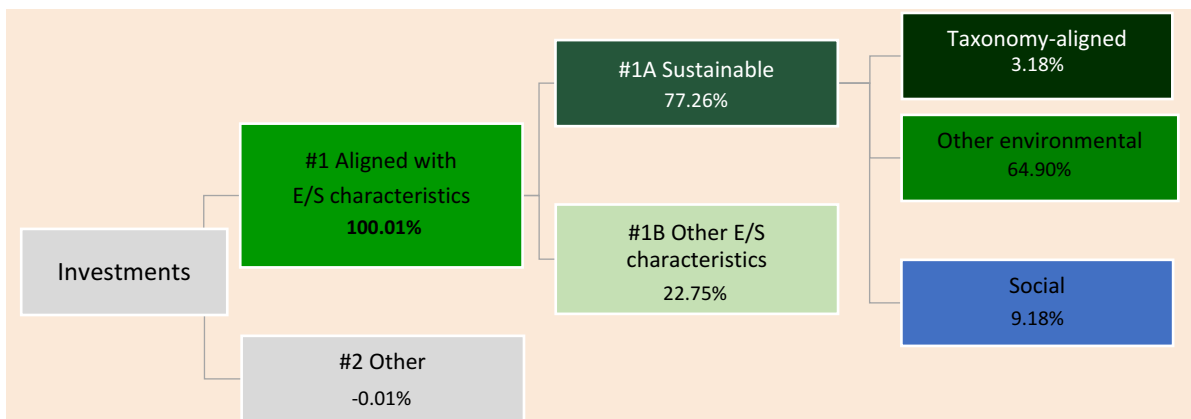 Investments
#1 Aligned with
E/S characteristics
100.01%
#2 Other
-0.01%
#1A Sustainable
77.26%
#1B Other E/S
characteristics
22.75%
Taxonomy-aligned
3.18%
Other environmental
64.90%
Social
9.18%